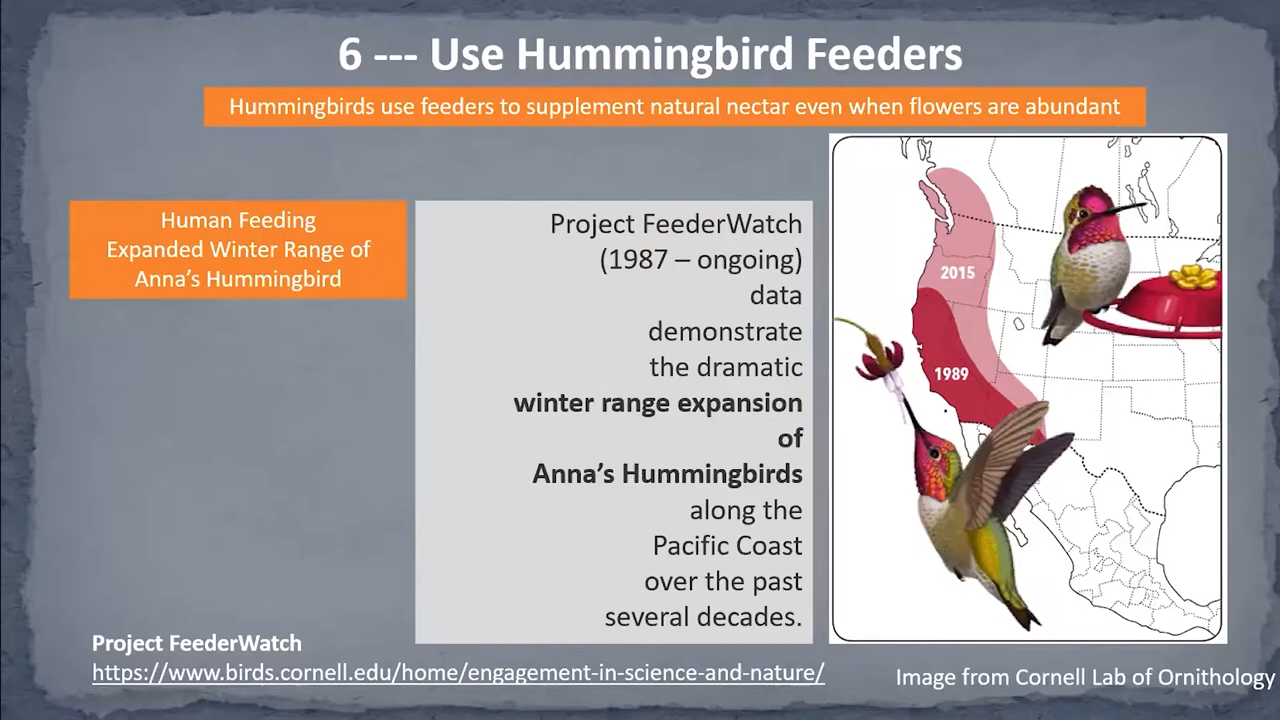 6 --- Use Hummingbird Feeders
Hummingbirds use feeders to supplement natural nectar even when flowers are abundant
Human Feeding
Expanded Winter Range of
Anna’s Hummingbird
Project FeederWatch
(1987 – ongoing)
data
demonstrate
the dramatic
winter range expansion
of
Anna’s Hummingbirds
along the
Pacific Coast
over the past
several decades.
2015
1989
Project FeederWatch
https://www.birds.cornell.edu/home/engagement-in-science-and-nature/
Image from Cornell Lab of Ornithology